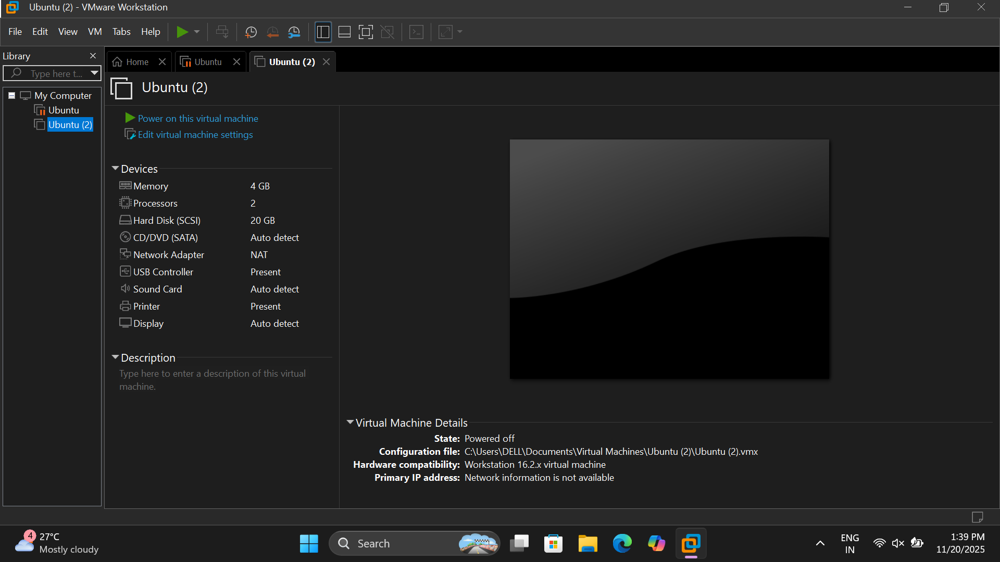 Ubuntu (2) - VMware Workstation
File Edit View VM Tabs Help
Library
Type here t...
My Computer
Ubuntu
Ubuntu (2)
Home Ubuntu Ubuntu (2)
Ubuntu (2)
Power on this virtual machine
Edit virtual machine settings
Devices
Memory 4 GB
Processors 2
Hard Disk (SCSI) 20 GB
CD/DVD (SATA) Auto detect
Network Adapter NAT
USB Controller Present
Sound Card Auto detect
Printer Present
Display Auto detect
Description
Type here to enter a description of this virtual
machine.
Virtual Machine Details
State: Powered off
Configuration file: C:\Users\DELL\Documents\Virtual Machines\Ubuntu (2)\Ubuntu (2).vmx
Hardware compatibility: Workstation 16.2.x virtual machine
Primary IP address: Network information is not available
4
27°C
Mostly cloudy
Search
ENG
IN
1:39 PM
11/20/2025